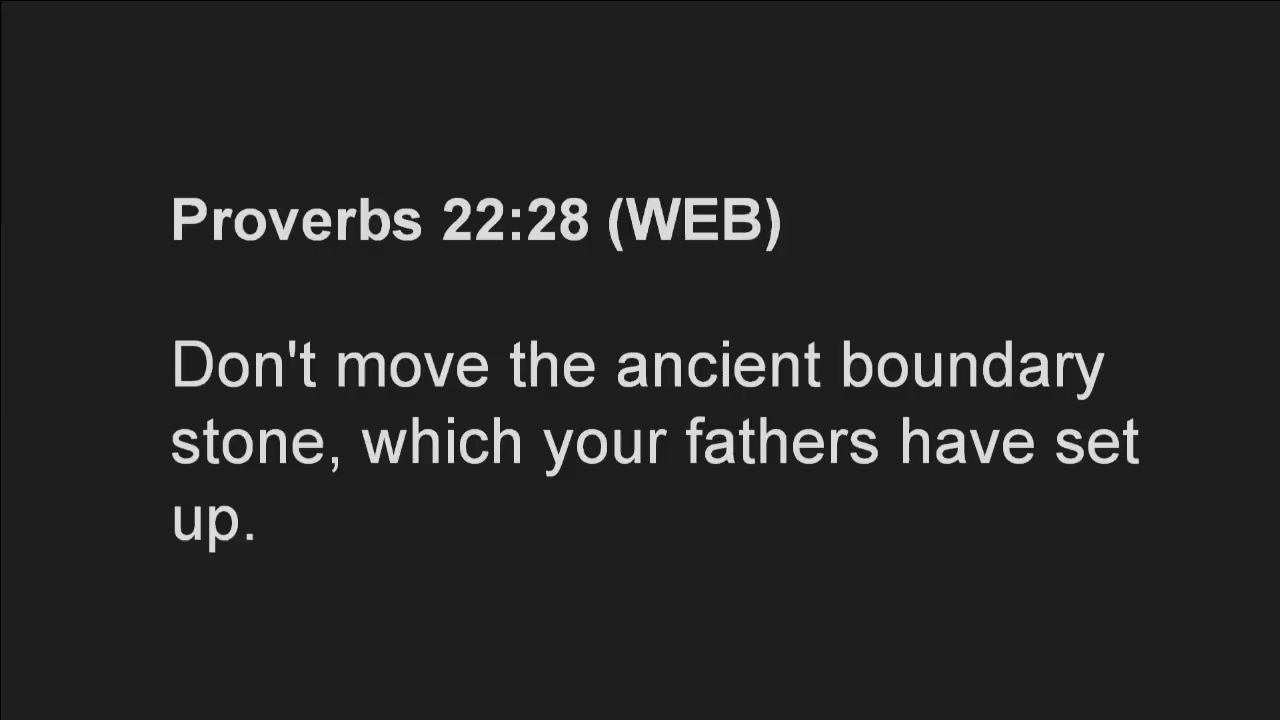 Proverbs 22:28 (WEB)
Don't move the ancient boundary
stone, which your fathers have set
up.